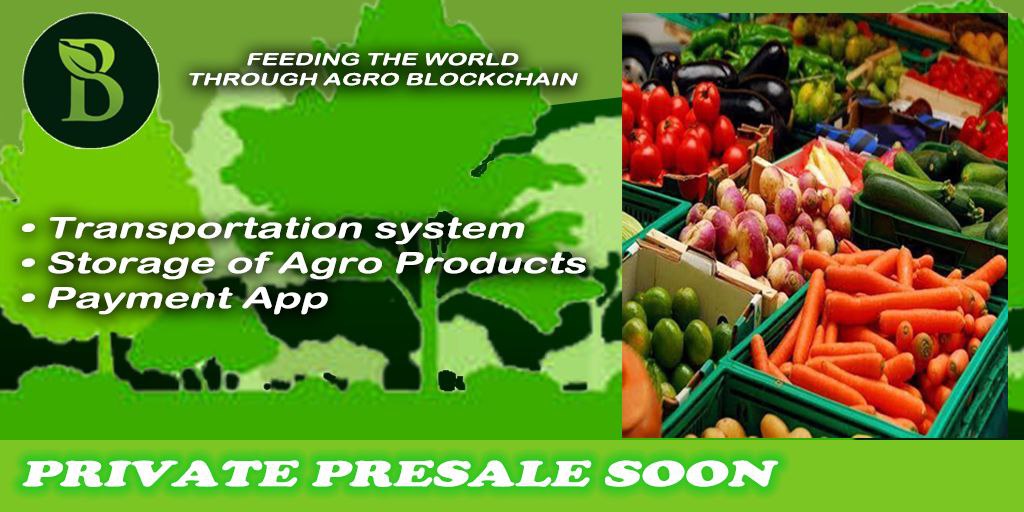 B
FEEDING THE WORLD
THROUGH AGRO BLOCKCHAIN
• Transportation system
• Storage of Agro Products
• Payment App
PRIVATE PRESALE SOON